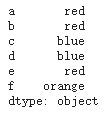 a       red
b       red
c      blue
d      blue
e       red
f    orange
dtype: object